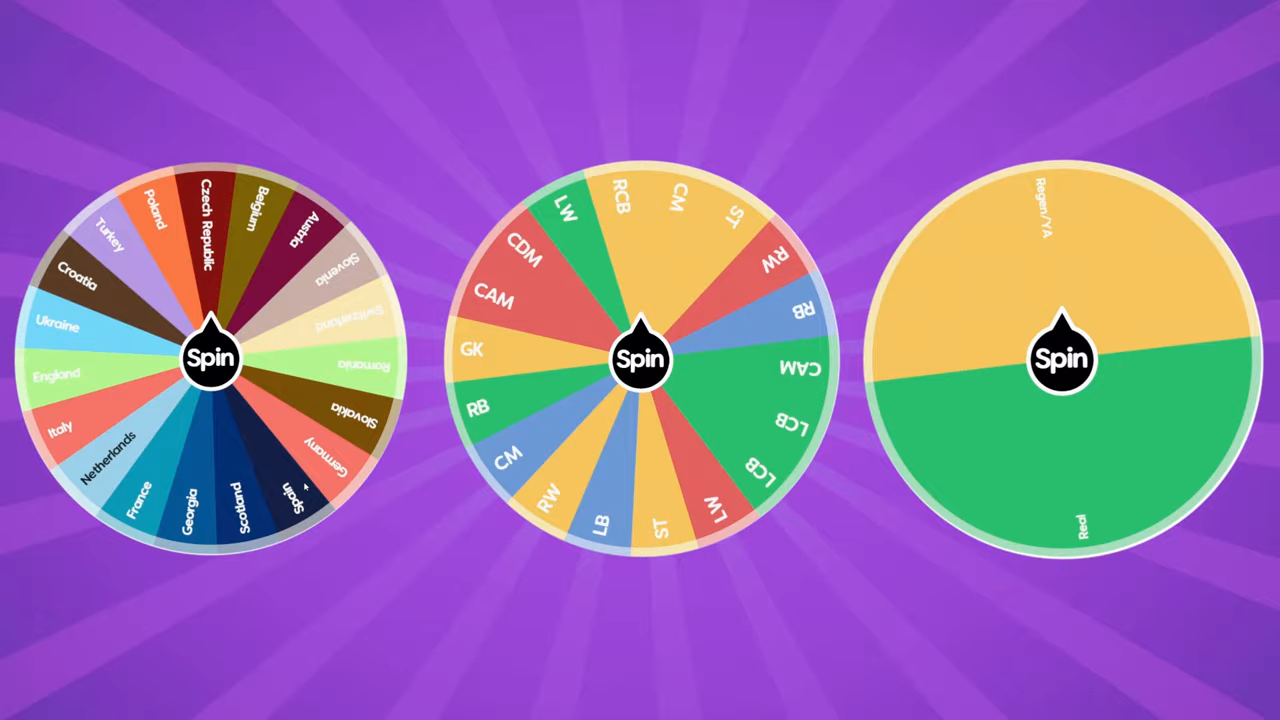 Czech Republic
Belgium
Austria
Slovenia
Switzerland
Romania
Slovakia
Germany
Spain
Scotland
Georgia
France
Netherlands
Italy
England
Ukraine
Croatia
Turkey
Poland
Spin
RCB
CM
ST
RW
RB
CAM
LCB
LCB
LW
ST
LB
RW
CM
RB
GK
CAM
CDM
LW
Spin
Regen/YA
Real
Spin